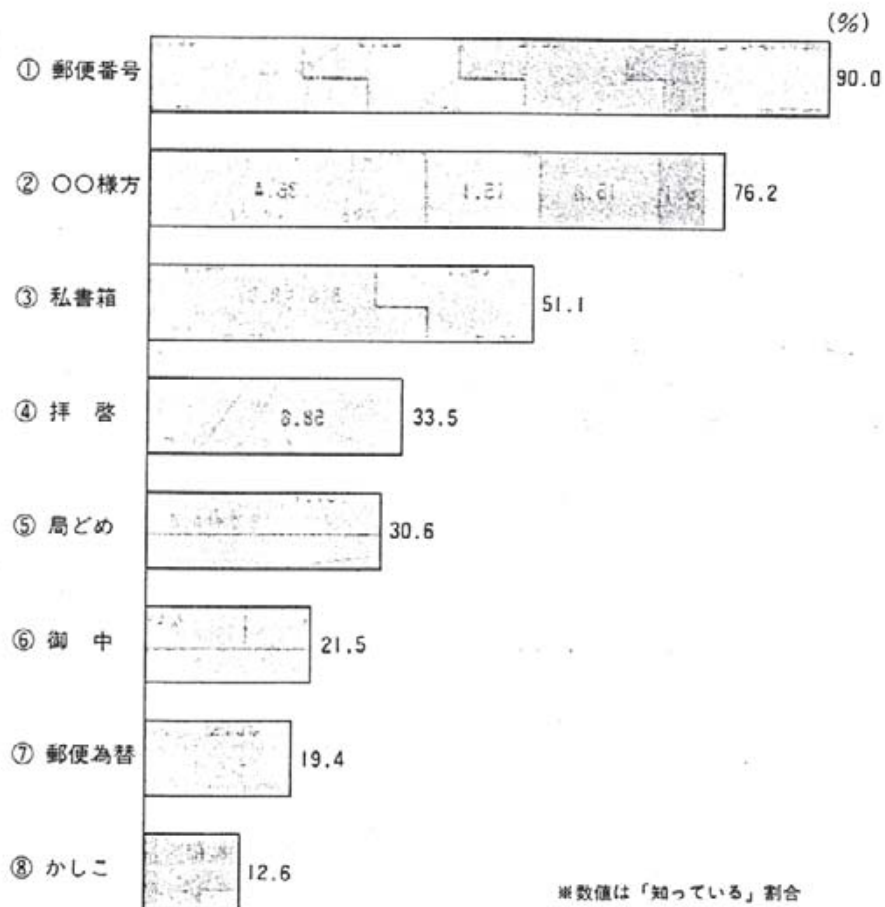 (%)
① 郵便番号 90.0
② 〇〇様方 76.2
③ 私書箱 51.1
④ 拝 啓 33.5
⑤ 局どめ 30.6
⑥ 御 中 21.5
⑦ 郵便為替 19.4
⑧ かしこ 12.6
※数値は「知っている」割合